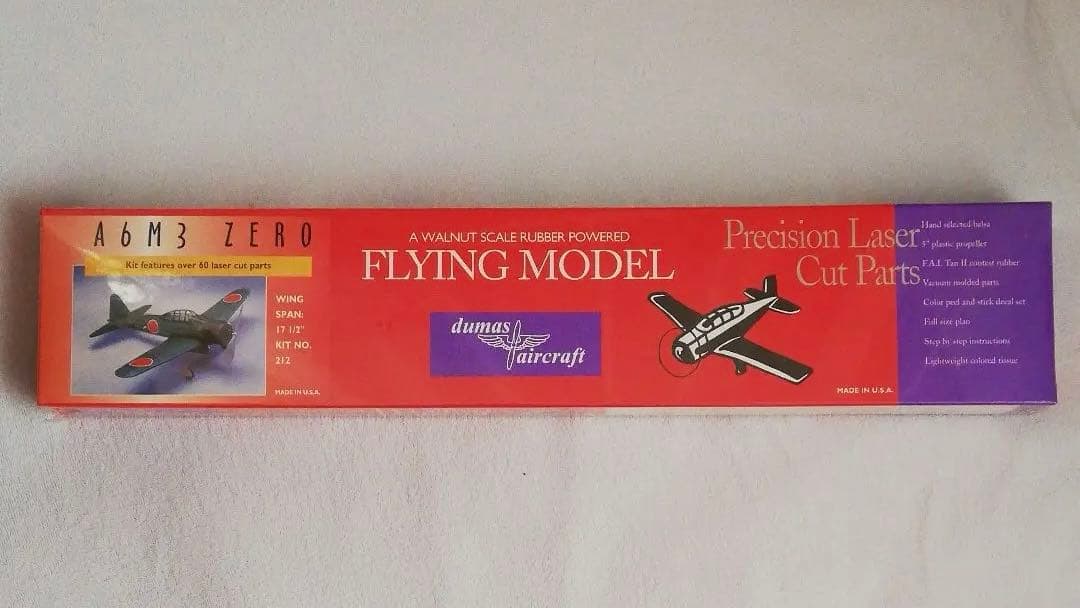 A6M3 ZERO
Kit features over 60 laser cut parts
WING
SPAN:
17 1/2"
KIT NO.
212
MADE IN U.S.A.
A WALNUT SCALE RUBBER POWERED
FLYING MODEL
dumas
aircraft
Precision Laser
Cut Parts
MADE IN U.S.A.
Hand selected balsa
5" plastic propeller
F.A.I. Tan II contest rubber
Vacuum molded parts
Color peel and stick decal set
Full size plan
Step by step instructions
Lightweight colored tissue